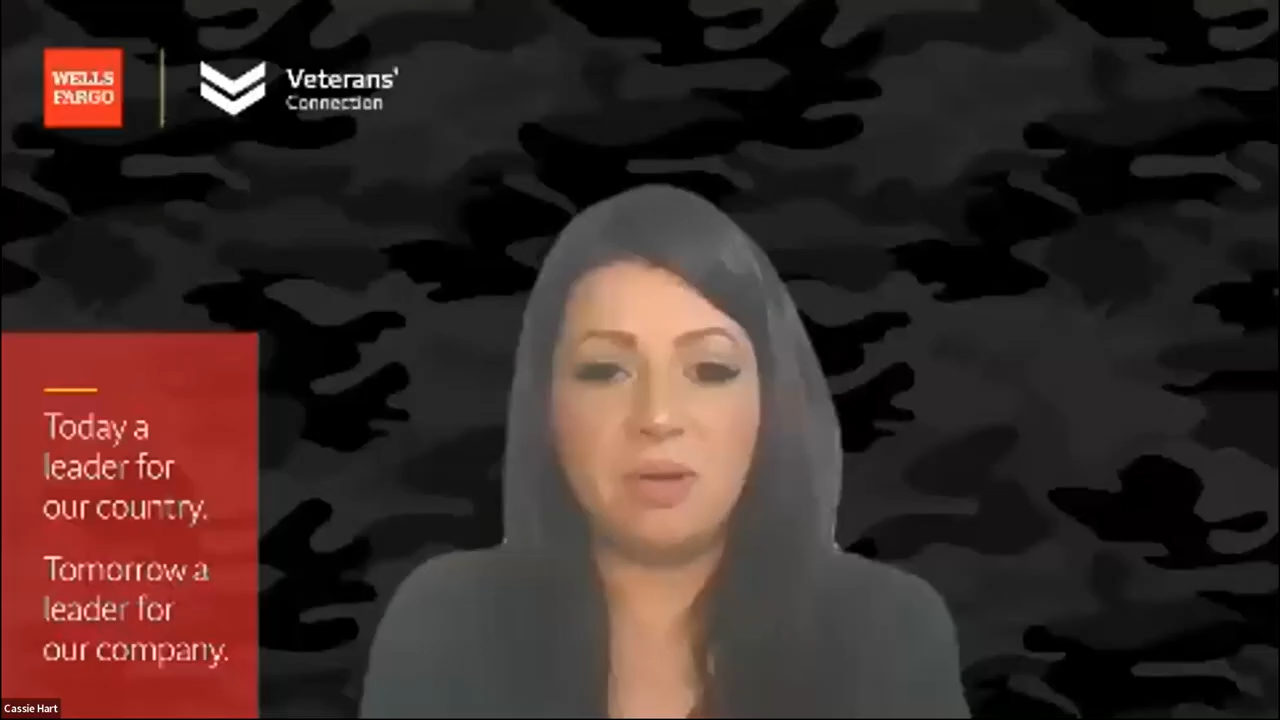 WELLS
FARGO
Veterans'
Connection
Today a
leader for
our country.
Tomorrow a
leader for
our company.
Cassie Hart